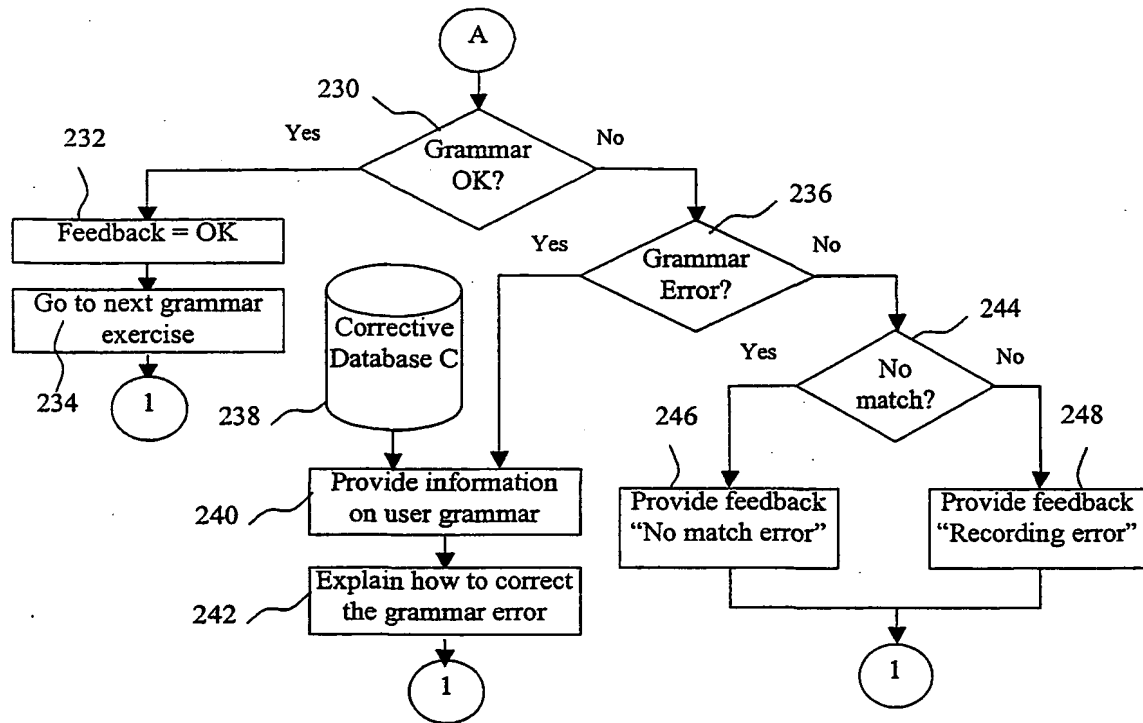 A
230
Yes
No
Grammar
OK?
232
236
Feedback = OK
Yes
No
Grammar
Error?
Go to next grammar
exercise
Corrective
Database C
244
Yes
No
No
match?
234
1
238
246
248
Provide information
on user grammar
240
Provide feedback
“No match error”
Provide feedback
“Recording error”
Explain how to correct
the grammar error
242
1
1